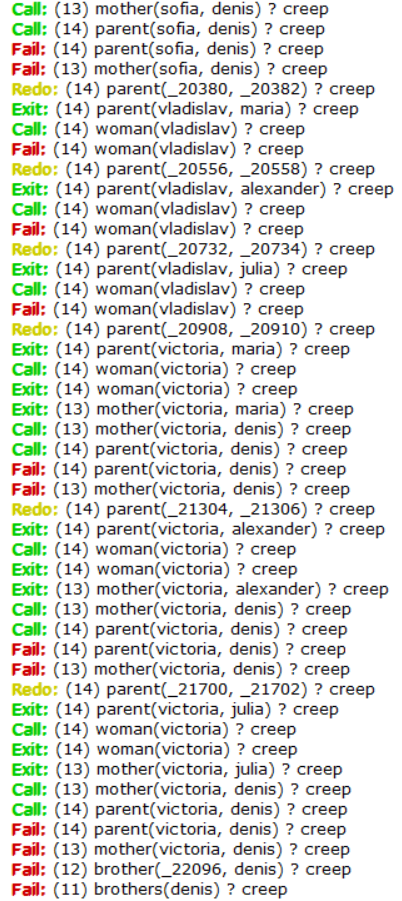 Call: (13) mother(sofia, denis) ? creep
Call: (14) parent(sofia, denis) ? creep
Fail: (14) parent(sofia, denis) ? creep
Fail: (13) mother(sofia, denis) ? creep
Redo: (14) parent(_20380, _20382) ? creep
Exit: (14) parent(vladislav, maria) ? creep
Call: (14) woman(vladislav) ? creep
Fail: (14) woman(vladislav) ? creep
Redo: (14) parent(_20556, _20558) ? creep
Exit: (14) parent(vladislav, alexander) ? creep
Call: (14) woman(vladislav) ? creep
Fail: (14) woman(vladislav) ? creep
Redo: (14) parent(_20732, _20734) ? creep
Exit: (14) parent(vladislav, julia) ? creep
Call: (14) woman(vladislav) ? creep
Fail: (14) woman(vladislav) ? creep
Redo: (14) parent(_20908, _20910) ? creep
Exit: (14) parent(victoria, maria) ? creep
Call: (14) woman(victoria) ? creep
Exit: (14) woman(victoria) ? creep
Exit: (13) mother(victoria, maria) ? creep
Call: (13) mother(victoria, denis) ? creep
Call: (14) parent(victoria, denis) ? creep
Fail: (14) parent(victoria, denis) ? creep
Fail: (13) mother(victoria, denis) ? creep
Redo: (14) parent(_21304, _21306) ? creep
Exit: (14) parent(victoria, alexander) ? creep
Call: (14) woman(victoria) ? creep
Exit: (14) woman(victoria) ? creep
Exit: (13) mother(victoria, alexander) ? creep
Call: (13) mother(victoria, denis) ? creep
Call: (14) parent(victoria, denis) ? creep
Fail: (14) parent(victoria, denis) ? creep
Fail: (13) mother(victoria, denis) ? creep
Redo: (14) parent(_21700, _21702) ? creep
Exit: (14) parent(victoria, julia) ? creep
Call: (14) woman(victoria) ? creep
Exit: (14) woman(victoria) ? creep
Exit: (13) mother(victoria, julia) ? creep
Call: (13) mother(victoria, denis) ? creep
Call: (14) parent(victoria, denis) ? creep
Fail: (14) parent(victoria, denis) ? creep
Fail: (13) mother(victoria, denis) ? creep
Fail: (12) brother(_22096, denis) ? creep
Fail: (11) brothers(denis) ? creep